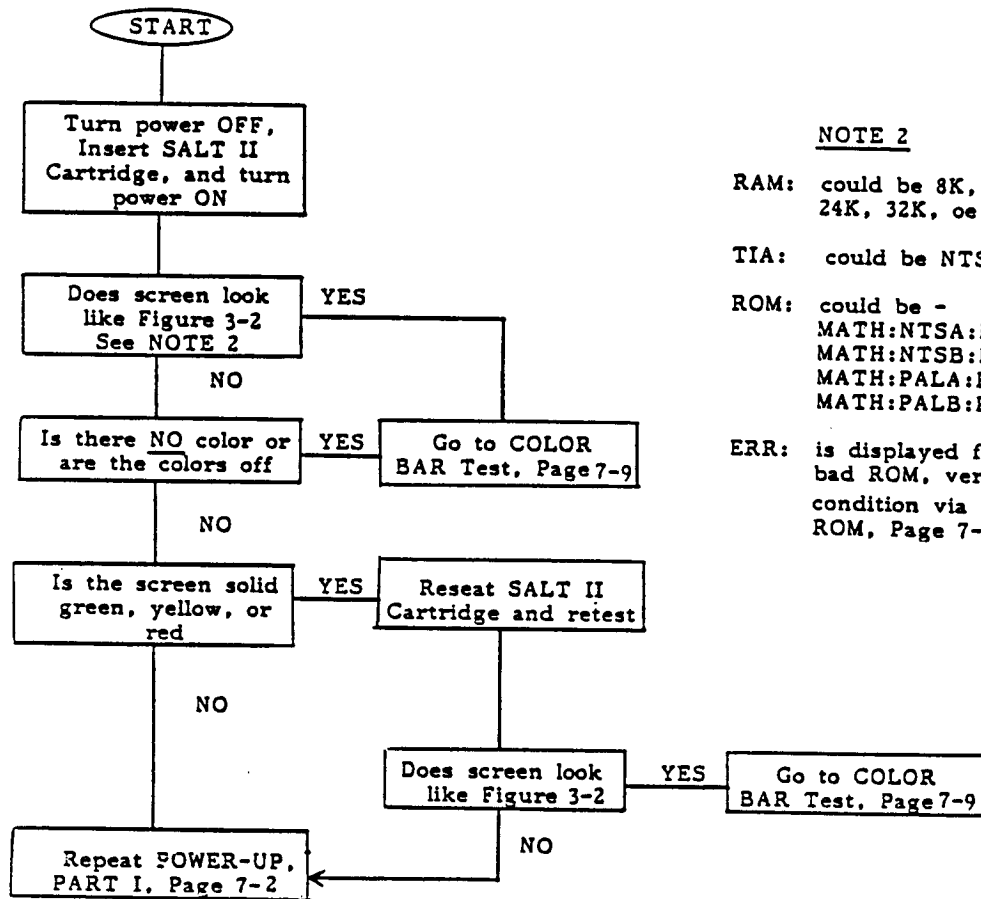 START
Turn power OFF,
Insert SALT II
Cartridge, and turn
power ON
Does screen look
like Figure 3-2
See NOTE 2
YES
NO
Is there NO color or
are the colors off
YES
Go to COLOR
BAR Test, Page 7-9
NO
Is the screen solid
green, yellow, or
red
YES
Reseat SALT II
Cartridge and retest
NO
Does screen look
like Figure 3-2
YES
Go to COLOR
BAR Test, Page 7-9
NO
Repeat POWER-UP,
PART I, Page 7-2
NOTE 2
RAM: could be 8K,
24K, 32K, oe
TIA: could be NTS
ROM: could be -
MATH:NTSA:
MATH:NTSB:
MATH:PALA:
MATH:PALB:
ERR: is displayed f
bad ROM, ver
condition via
ROM, Page 7-